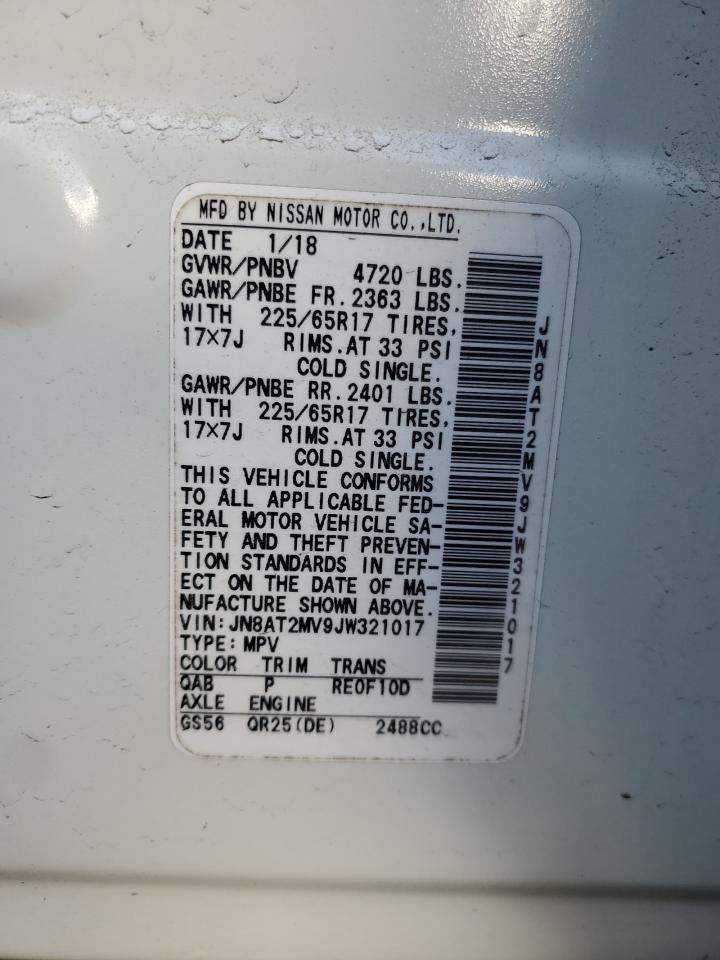 MFD BY NISSAN MOTOR CO.,LTD.
DATE 1/18
GVWR/PNBV 4720 LBS.
GAWR/PNBE FR. 2363 LBS.
WITH 225/65R17 TIRES,
17×7J RIMS.AT 33 PSI
COLD SINGLE.
GAWR/PNBE RR. 2401 LBS.
WITH 225/65R17 TIRES,
17×7J RIMS.AT 33 PSI
COLD SINGLE.
THIS VEHICLE CONFORMS
TO ALL APPLICABLE FED-
ERAL MOTOR VEHICLE SA-
FETY AND THEFT PREVEN-
TION STANDARDS IN EFF-
ECT ON THE DATE OF MA-
NUFACTURE SHOWN ABOVE.
VIN:JN8AT2MV9JW321017
TYPE:MPV
COLOR TRIM TRANS
QAB P RE0F10D
AXLE ENGINE
GS56 QR25(DE) 2488CC
JN8AT2MV9JW321017